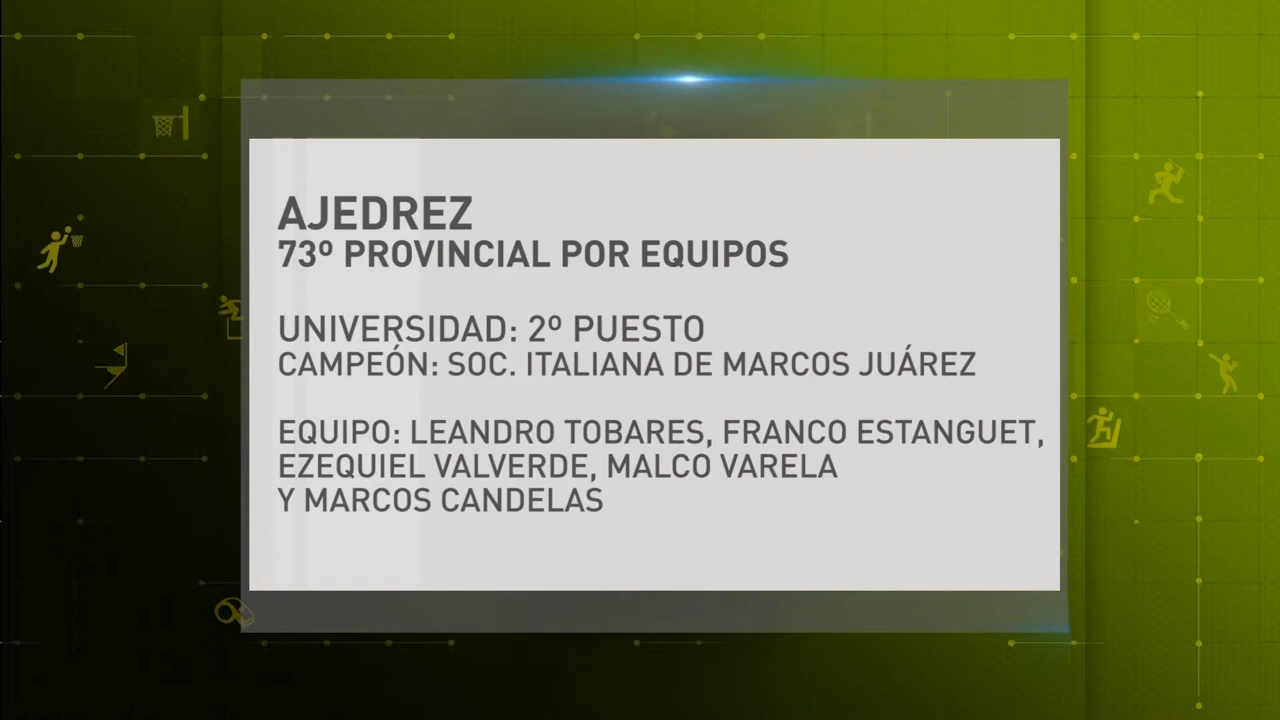 AJEDREZ
73º PROVINCIAL POR EQUIPOS
UNIVERSIDAD: 2º PUESTO
CAMPEÓN: SOC. ITALIANA DE MARCOS JUÁREZ
EQUIPO: LEANDRO TOBARES, FRANCO ESTANGUET,
EZEQUIEL VALVERDE, MALCO VARELA
Y MARCOS CANDELAS